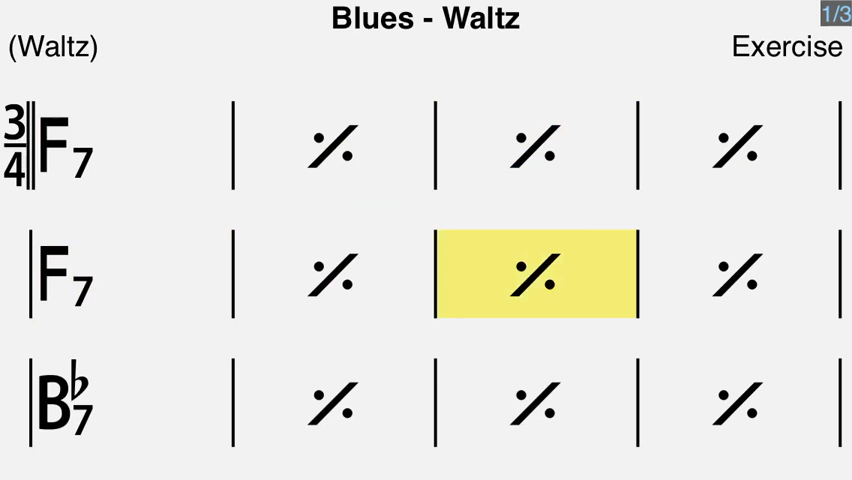 Blues - Waltz
1/3
(Waltz)
Exercise
3/4 F7 𝄎 𝄎 𝄎
F7 𝄎 𝄎 𝄎
B♭7 𝄎 𝄎 𝄎